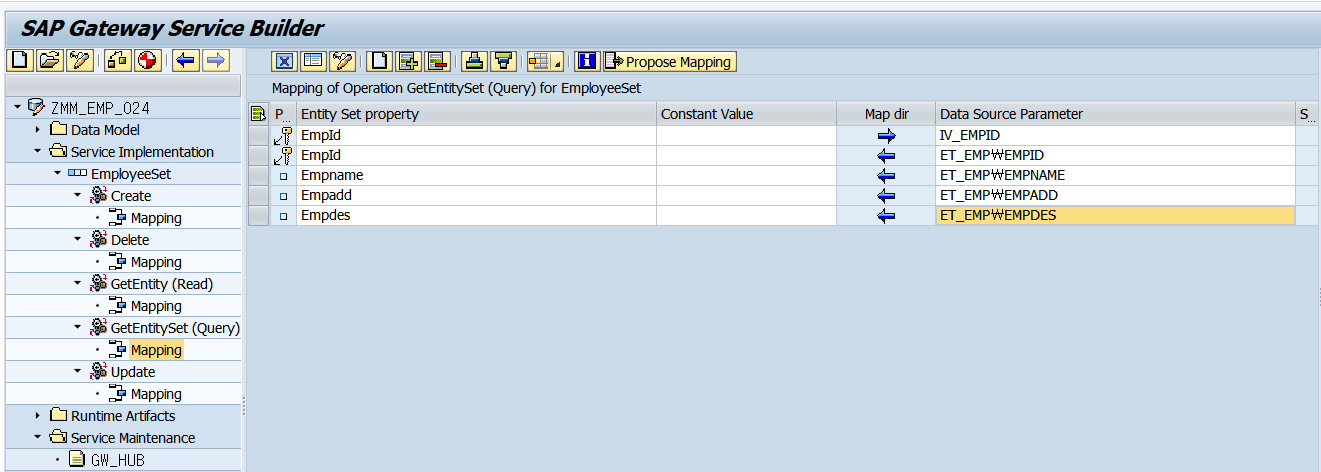 SAP Gateway Service Builder
Propose Mapping
Mapping of Operation GetEntitySet (Query) for EmployeeSet
ZMM_EMP_024
Data Model
Service Implementation
EmployeeSet
Create
Mapping
Delete
Mapping
GetEntity (Read)
Mapping
GetEntitySet (Query)
Mapping
Update
Mapping
Runtime Artifacts
Service Maintenance
GW_HUB
P... Entity Set property Constant Value Map dir Data Source Parameter S...
EmpId IV_EMPID
EmpId ET_EMP₩EMPID
Empname ET_EMP₩EMPNAME
Empadd ET_EMP₩EMPADD
Empdes ET_EMP₩EMPDES